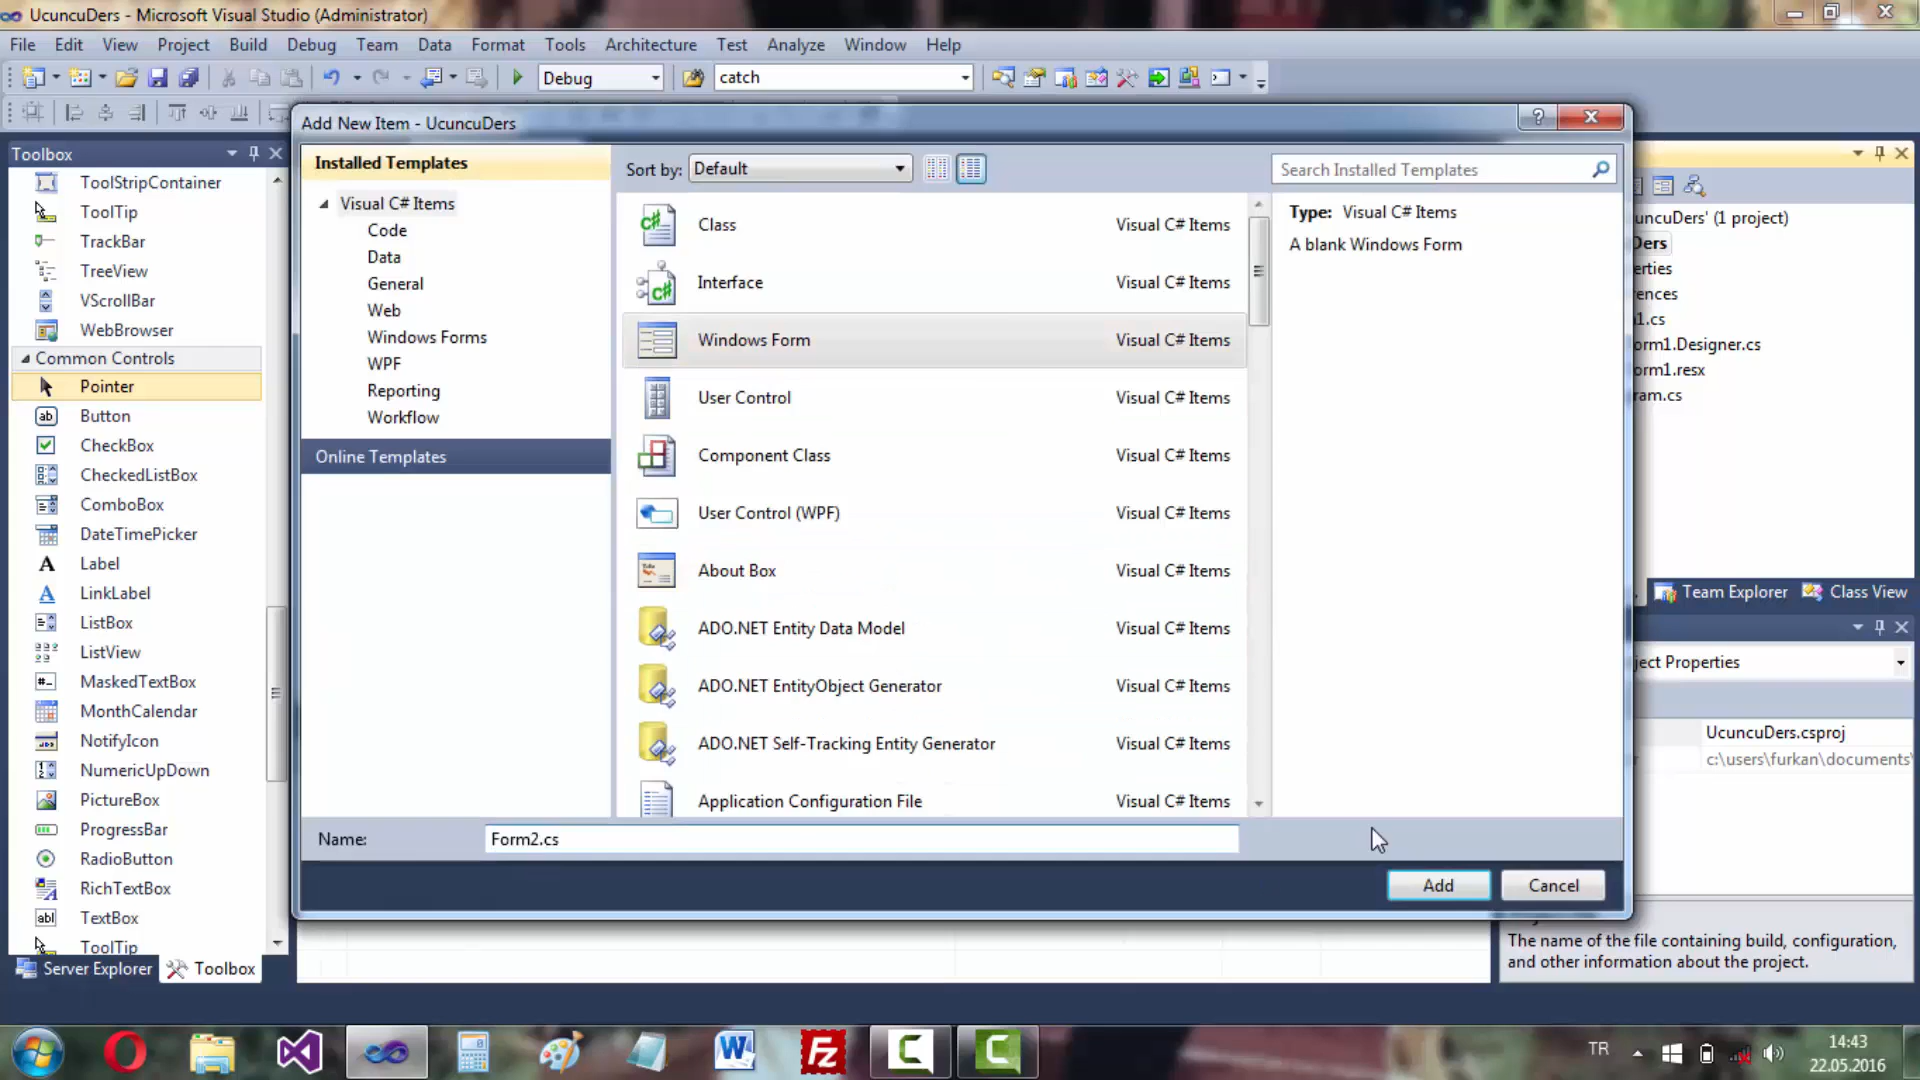 UcuncuDers - Microsoft Visual Studio (Administrator)
File Edit View Project Build Debug Team Data Format Tools Architecture Test Analyze Window Help
Debug
catch
Add New Item - UcuncuDers
Toolbox
ToolStripContainer
ToolTip
TrackBar
TreeView
VScrollBar
WebBrowser
Common Controls
Pointer
Button
CheckBox
CheckedListBox
ComboBox
DateTimePicker
Label
LinkLabel
ListBox
ListView
MaskedTextBox
MonthCalendar
NotifyIcon
NumericUpDown
PictureBox
ProgressBar
RadioButton
RichTextBox
TextBox
ToolTip
Server Explorer Toolbox
Installed Templates
Visual C# Items
Code
Data
General
Web
Windows Forms
WPF
Reporting
Workflow
Online Templates
Sort by: Default
Search Installed Templates
Class Visual C# Items
Interface Visual C# Items
Windows Form Visual C# Items
User Control Visual C# Items
Component Class Visual C# Items
User Control (WPF) Visual C# Items
About Box Visual C# Items
ADO.NET Entity Data Model Visual C# Items
ADO.NET EntityObject Generator Visual C# Items
ADO.NET Self-Tracking Entity Generator Visual C# Items
Application Configuration File Visual C# Items
Type: Visual C# Items
A blank Windows Form
Name: Form2.cs
Add Cancel
uncuDers' (1 project)
Ders
erties
rences
n1.cs
orm1.Designer.cs
orm1.resx
ram.cs
Team Explorer Class View
ject Properties
UcuncuDers.csproj
c:\users\furkan\documents\
The name of the file containing build, configuration,
and other information about the project.
TR
14:43
22.05.2016